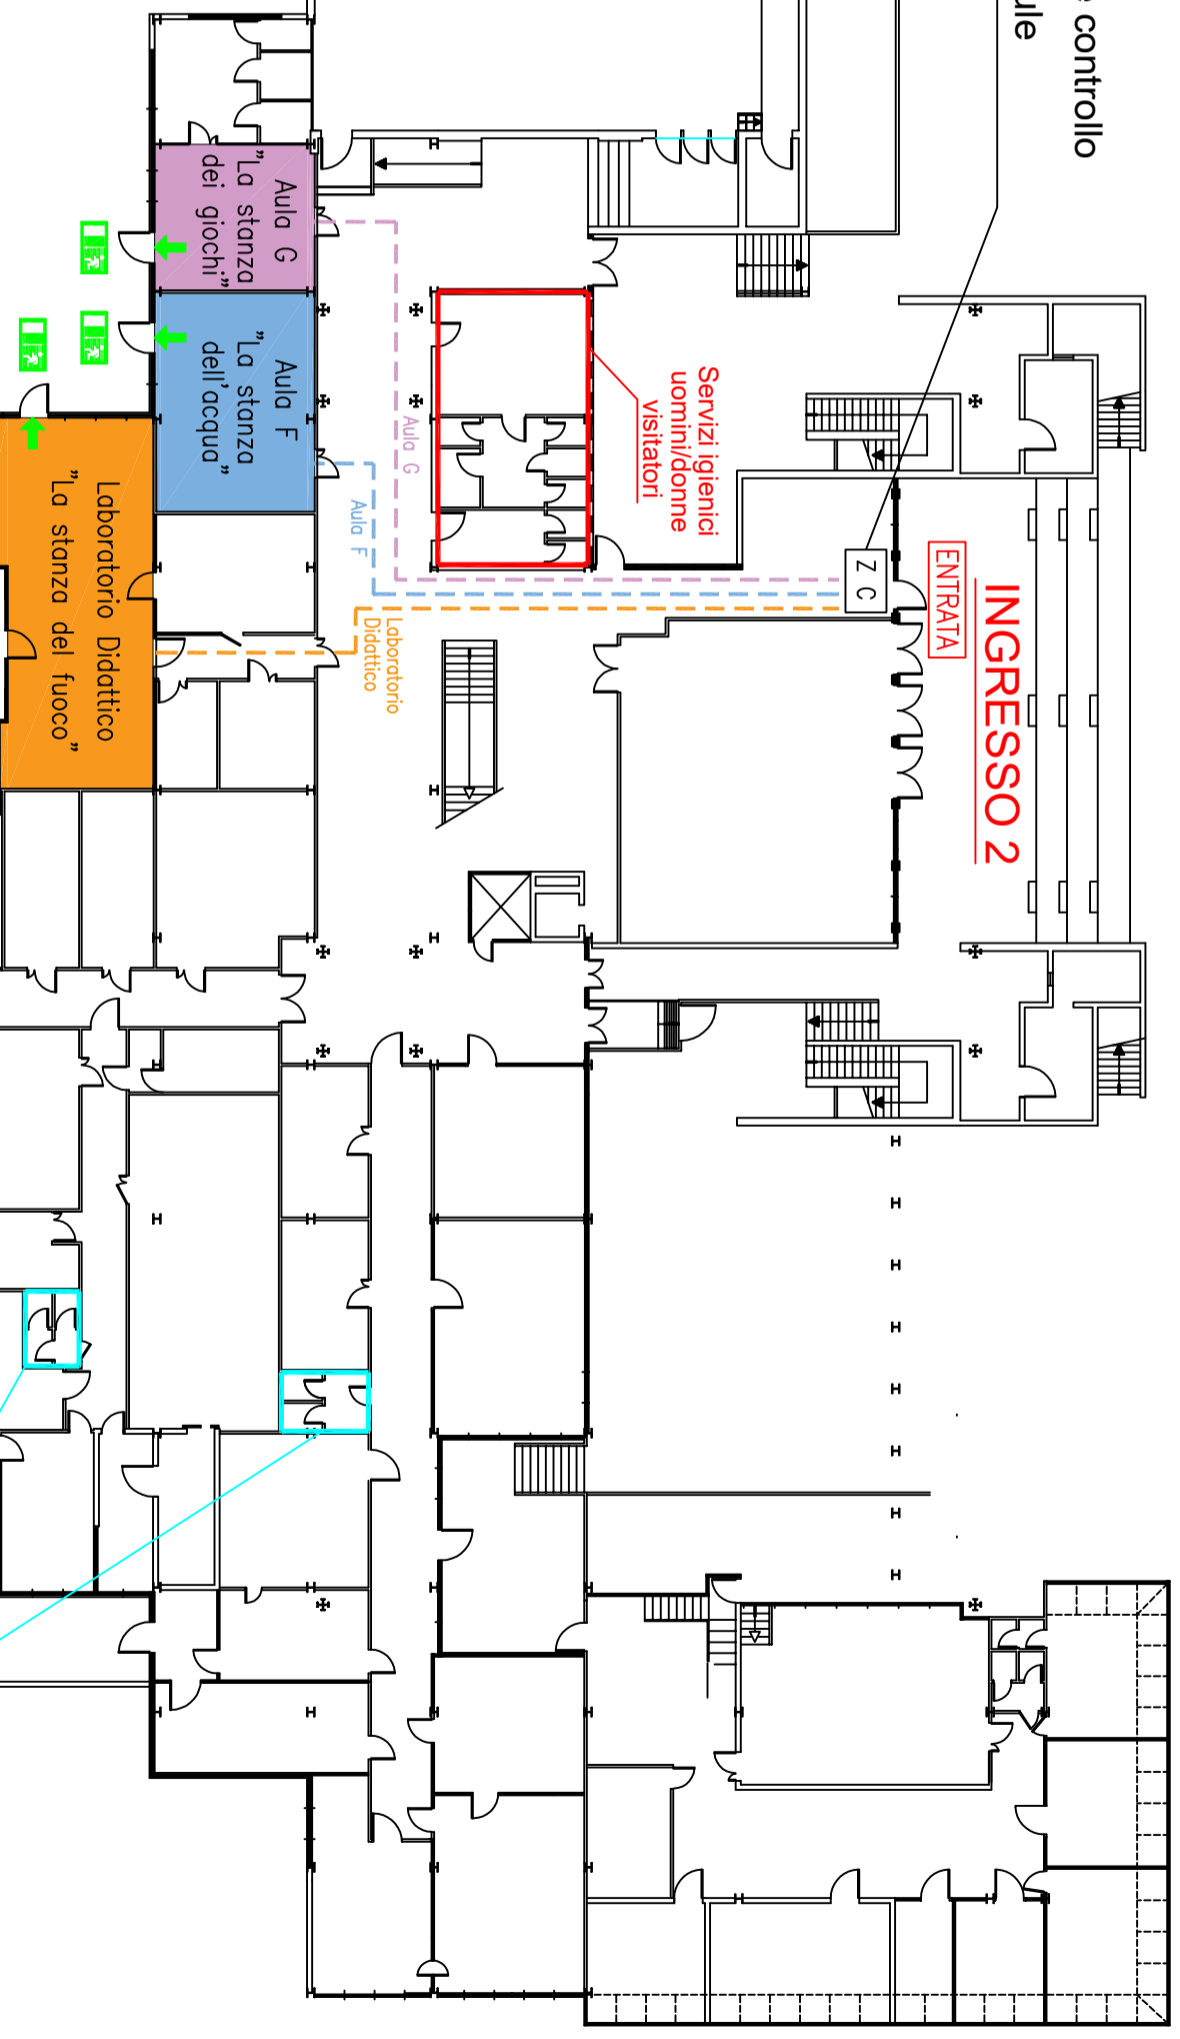 e controllo
ule
INGRESSO 2
ENTRATA
Z C
Servizi igienici
uomini/donne
visitatori
Aula G
Aula F
Laboratorio
Didattico
Aula G
"La stanza
dei giochi"
Aula F
"La stanza
dell'acqua"
Laboratorio Didattico
"La stanza del fuoco"